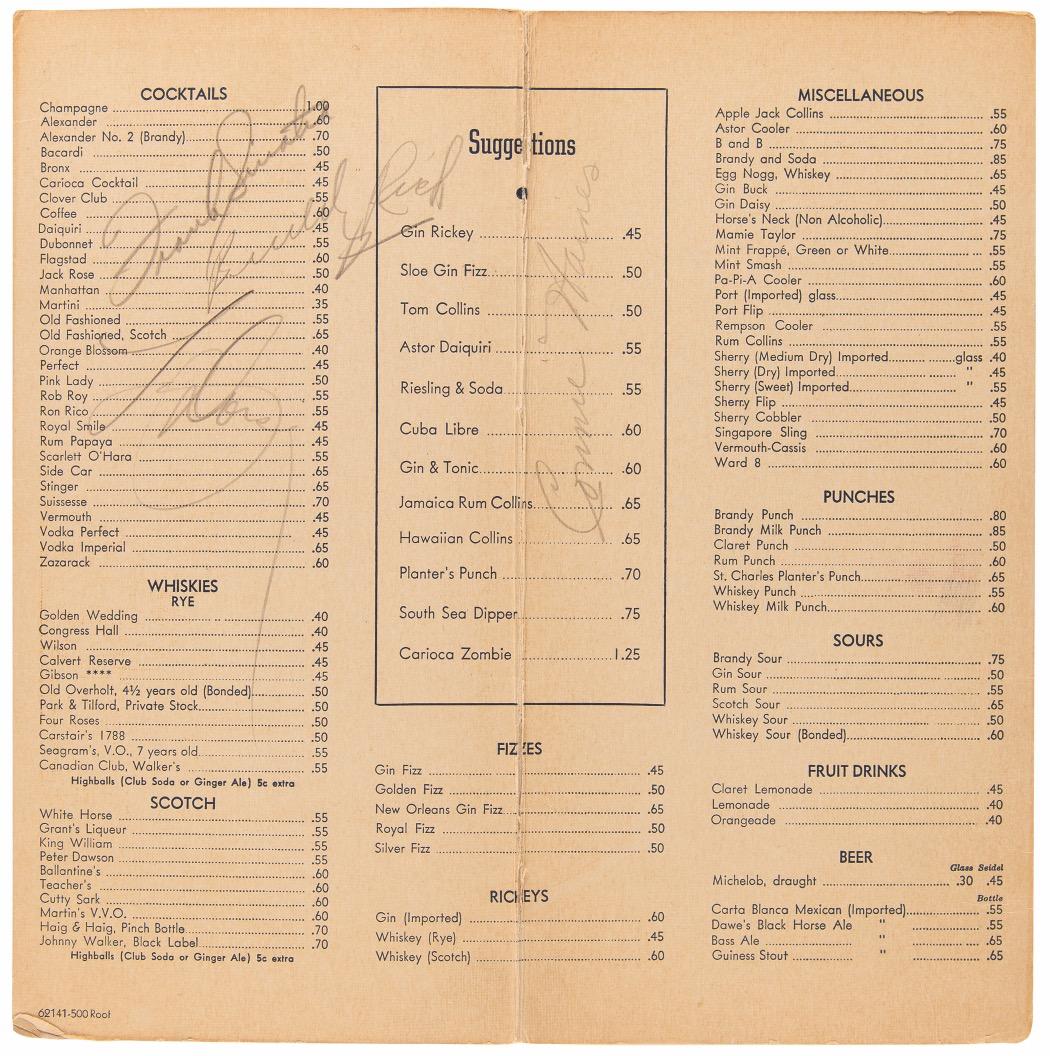 COCKTAILS
Champagne 1.00
Alexander .60
Alexander No. 2 (Brandy) .70
Bacardi .50
Bronx .45
Carioca Cocktail .45
Clover Club .55
Coffee .60
Daiquiri .45
Dubonnet .55
Flagstad .60
Jack Rose .50
Manhattan .40
Martini .35
Old Fashioned .55
Old Fashioned, Scotch .65
Orange Blossom .40
Perfect .45
Pink Lady .50
Rob Roy .55
Ron Rico .55
Royal Smile .45
Rum Papaya .45
Scarlett O'Hara .55
Side Car .65
Stinger .65
Suissesse .70
Vermouth .45
Vodka Perfect .45
Vodka Imperial .65
Zazarack .60
Frank Sinatra
Buddy Rich
WHISKIES
RYE
Golden Wedding .40
Congress Hall .40
Wilson .45
Calvert Reserve .45
Gibson **** .45
Old Overholt, 4½ years old (Bonded) .50
Park & Tilford, Private Stock .50
Four Roses .50
Carstair's 1788 .50
Seagram's, V.O., 7 years old .55
Canadian Club, Walker's .55
Highballs (Club Soda or Ginger Ale) 5c extra
SCOTCH
White Horse .55
Grant's Liqueur .55
King William .55
Peter Dawson .55
Ballantine's .60
Teacher's .60
Cutty Sark .60
Martin's V.V.O. .60
Haig & Haig, Pinch Bottle .70
Johnny Walker, Black Label .70
Highballs (Club Soda or Ginger Ale) 5c extra
62141-500 Roof
Suggestions
Gin Rickey .45
Sloe Gin Fizz .50
Tom Collins .50
Astor Daiquiri .55
Riesling & Soda .55
Cuba Libre .60
Gin & Tonic .60
Jamaica Rum Collins .65
Hawaiian Collins .65
Planter's Punch .70
South Sea Dipper .75
Carioca Zombie 1.25
Connie Haines
FIZZES
Gin Fizz .45
Golden Fizz .50
New Orleans Gin Fizz .65
Royal Fizz .50
Silver Fizz .50
RICKEYS
Gin (Imported) .60
Whiskey (Rye) .45
Whiskey (Scotch) .60
MISCELLANEOUS
Apple Jack Collins .55
Astor Cooler .60
B and B .75
Brandy and Soda .85
Egg Nogg, Whiskey .65
Gin Buck .45
Gin Daisy .50
Horse's Neck (Non Alcoholic) .45
Mamie Taylor .75
Mint Frappé, Green or White .55
Mint Smash .55
Pa-Pi-A Cooler .60
Port (Imported) glass .45
Port Flip .45
Rempson Cooler .55
Rum Collins .55
Sherry (Medium Dry) Imported glass .40
Sherry (Dry) Imported " .45
Sherry (Sweet) Imported " .55
Sherry Flip .45
Sherry Cobbler .50
Singapore Sling .70
Vermouth-Cassis .60
Ward 8 .60
PUNCHES
Brandy Punch .80
Brandy Milk Punch .85
Claret Punch .50
Rum Punch .60
St. Charles Planter's Punch .65
Whiskey Punch .55
Whiskey Milk Punch .60
SOURS
Brandy Sour .75
Gin Sour .50
Rum Sour .55
Scotch Sour .65
Whiskey Sour .50
Whiskey Sour (Bonded) .60
FRUIT DRINKS
Claret Lemonade .45
Lemonade .40
Orangeade .40
BEER
Glass Seidel
Michelob, draught .30 .45
Bottle
Carta Blanca Mexican (Imported) .55
Dawe's Black Horse Ale " .55
Bass Ale " .65
Guiness Stout " .65